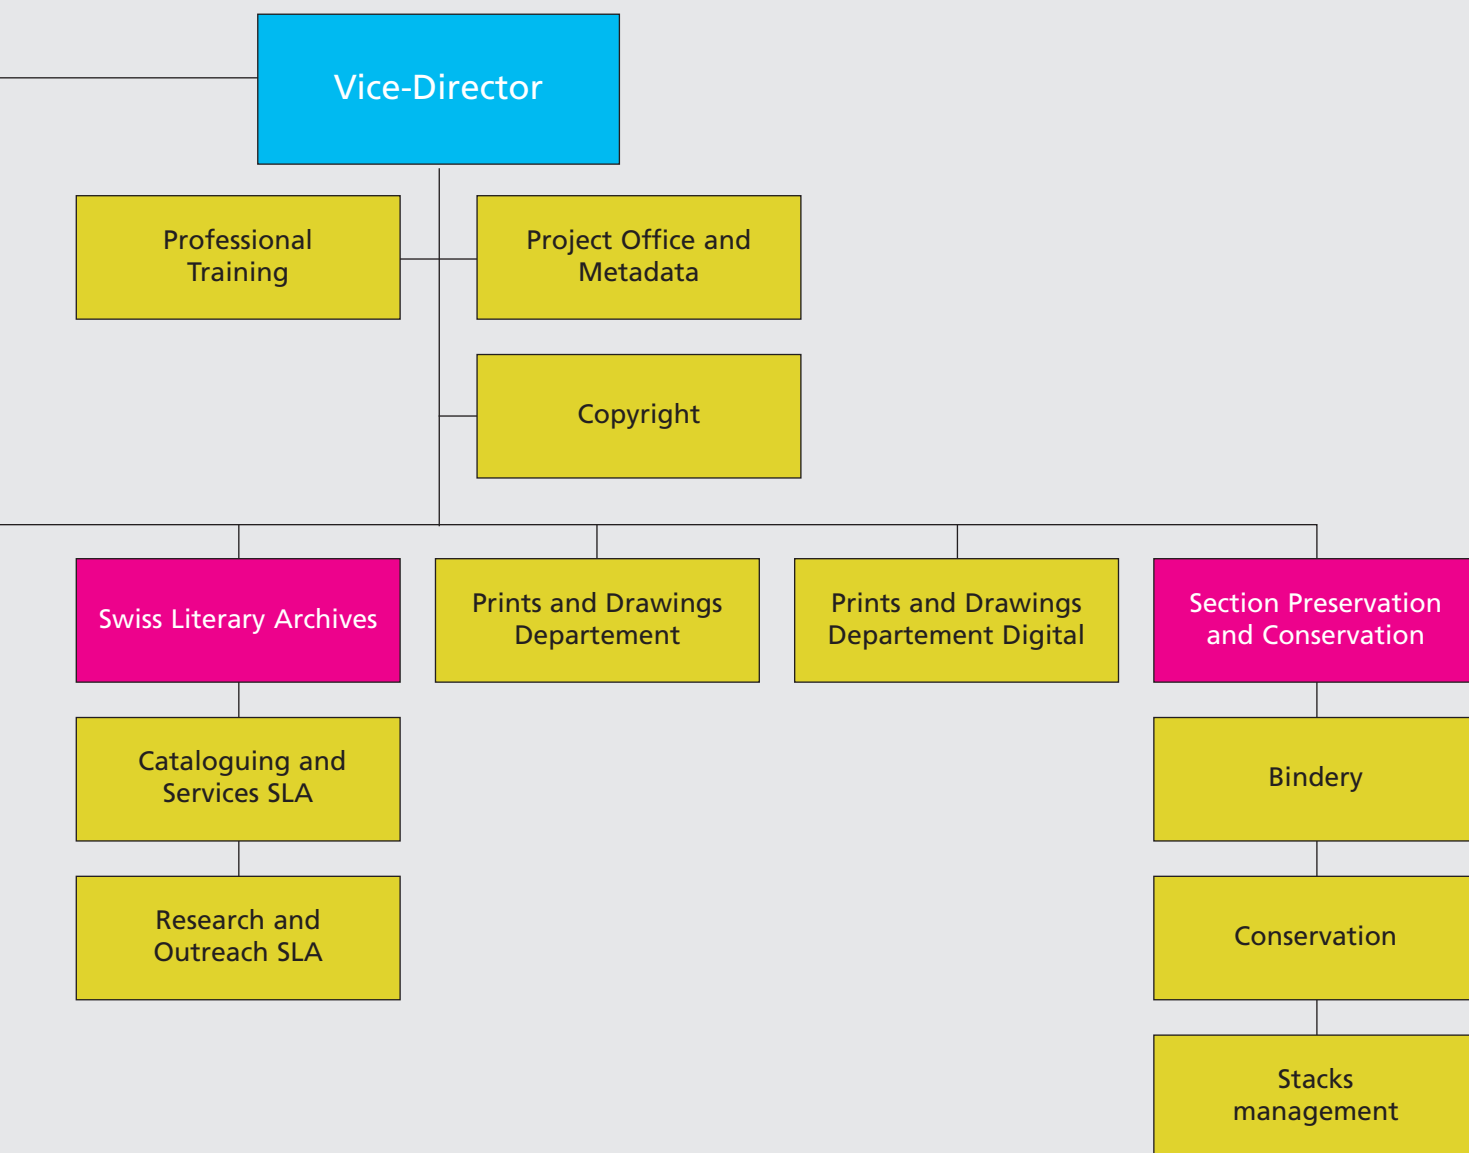 Vice-Director
Professional
Training
Project Office and
Metadata
Copyright
Swiss Literary Archives
Prints and Drawings
Departement
Prints and Drawings
Departement Digital
Section Preservation
and Conservation
Cataloguing and
Services SLA
Bindery
Research and
Outreach SLA
Conservation
Stacks
management